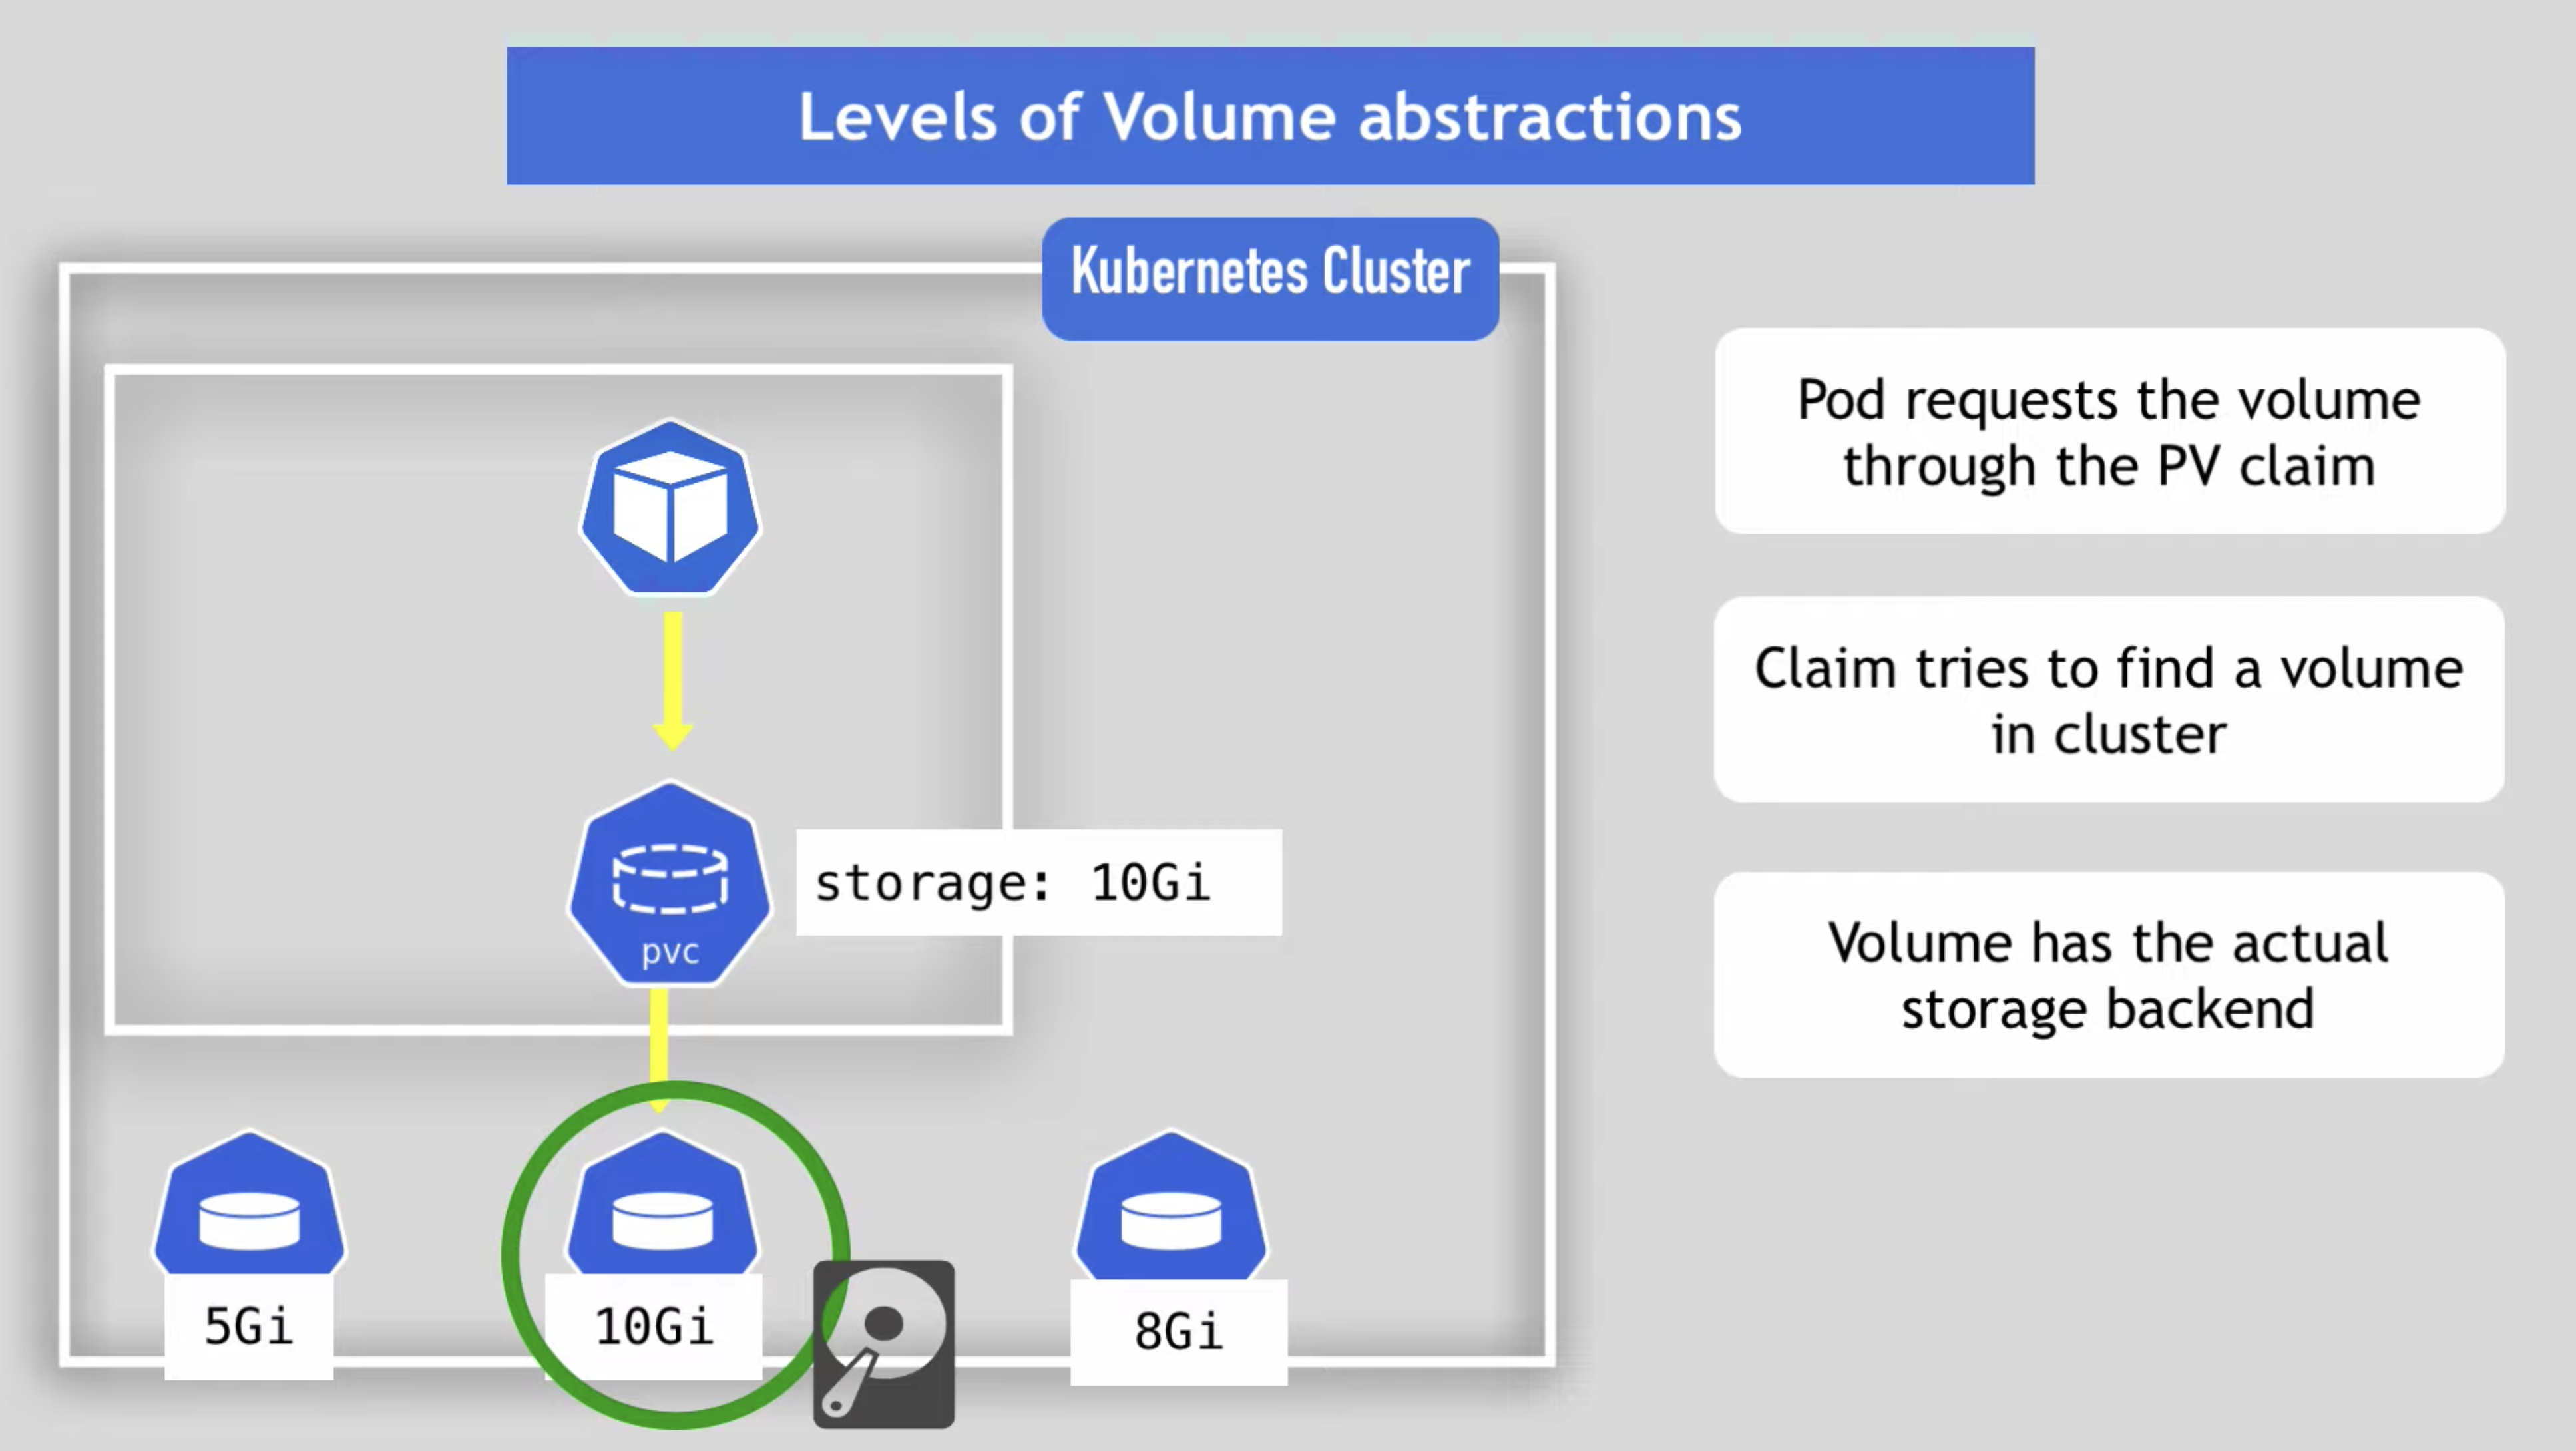 Levels of Volume abstractions
Kubernetes Cluster
Pod requests the volume
through the PV claim
Claim tries to find a volume
in cluster
storage: 10Gi
pvc
Volume has the actual
storage backend
5Gi
10Gi
8Gi